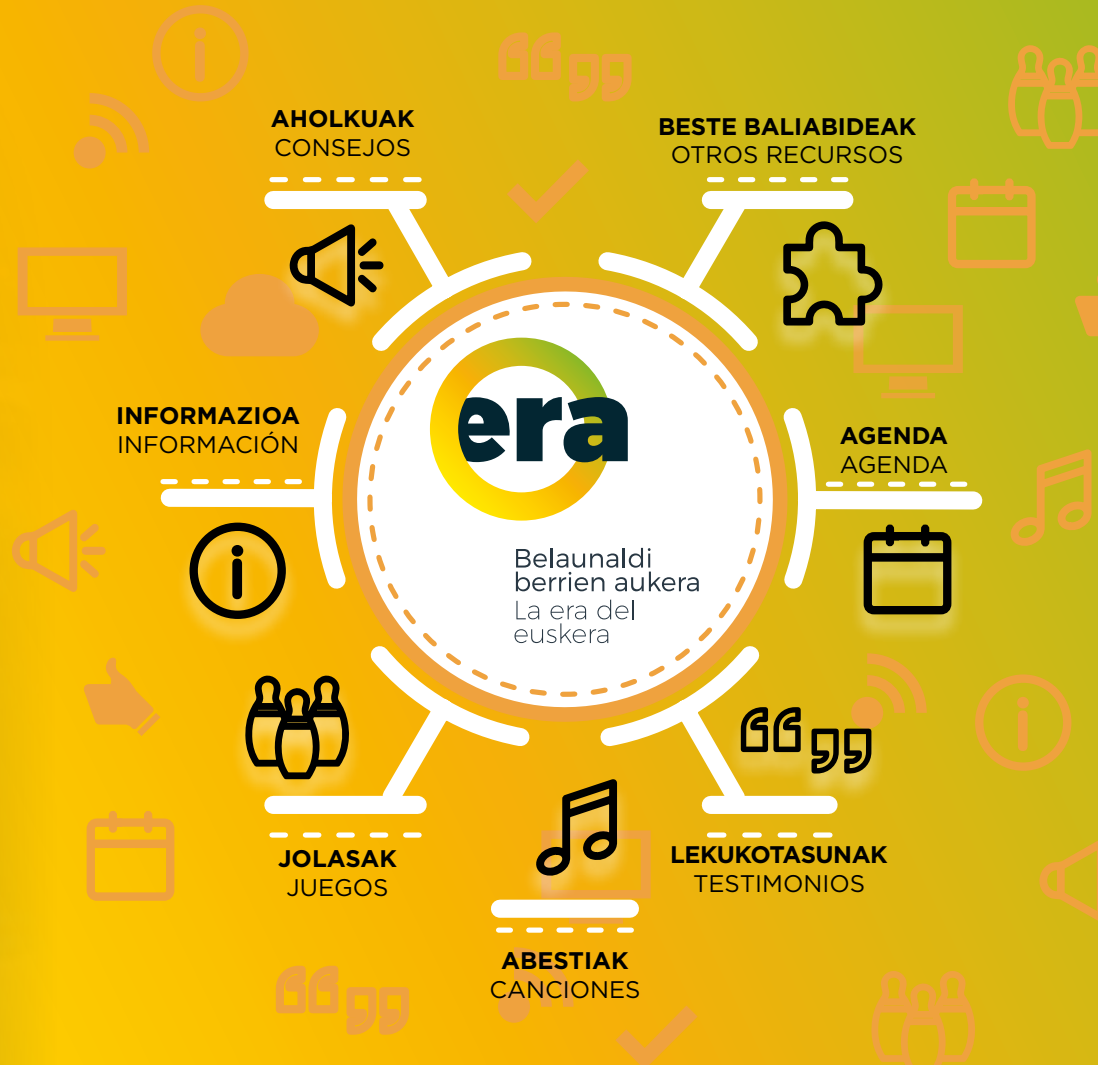 AHOLKUAK
CONSEJOS
BESTE BALIABIDEAK
OTROS RECURSOS
INFORMAZIOA
INFORMACIÓN
era
AGENDA
AGENDA
Belaunaldi
berrien aukera
La era del
euskera
JOLASAK
JUEGOS
LEKUKOTASUNAK
TESTIMONIOS
ABESTIAK
CANCIONES